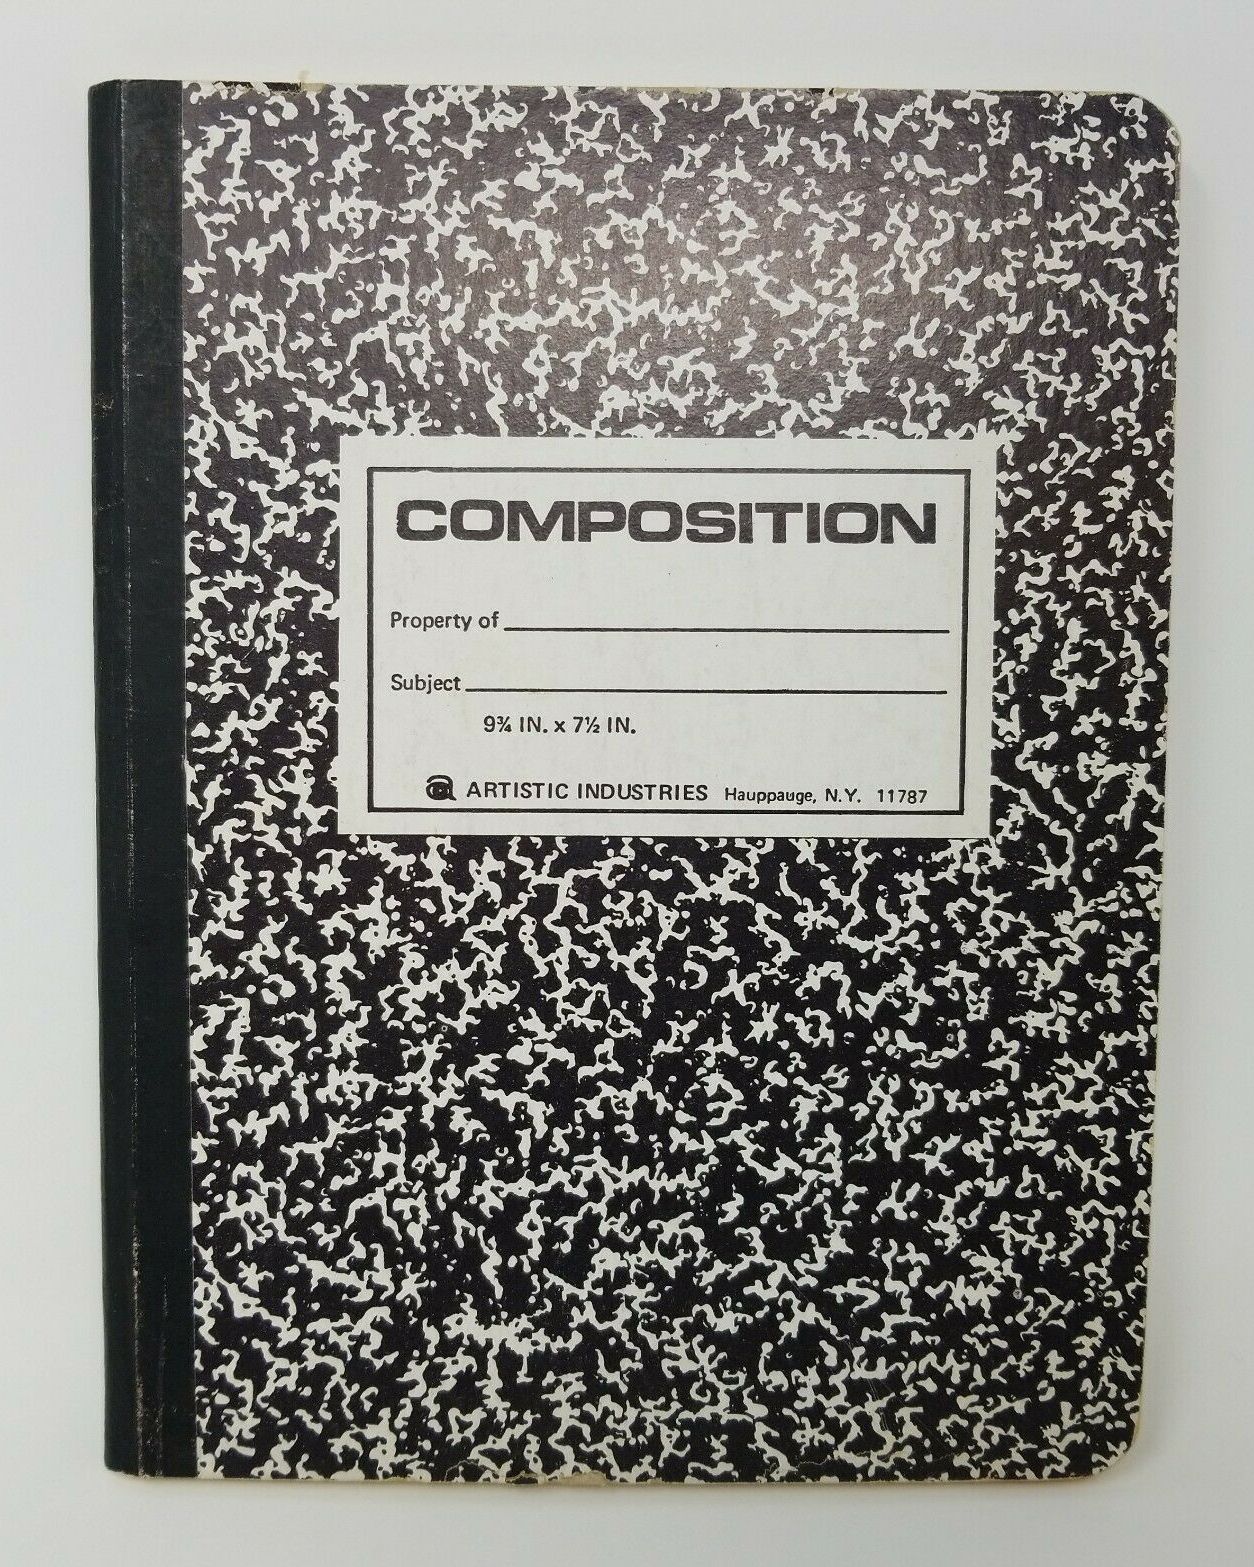 COMPOSITION
Property of
Subject
9¾ IN. x 7½ IN.
a ARTISTIC INDUSTRIES Hauppauge, N.Y. 11787